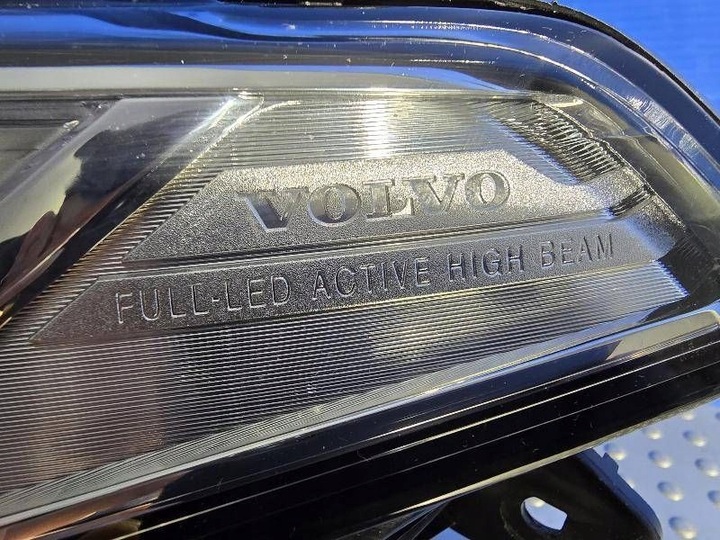 VOLVO
FULL-LED ACTIVE HIGH BEAM